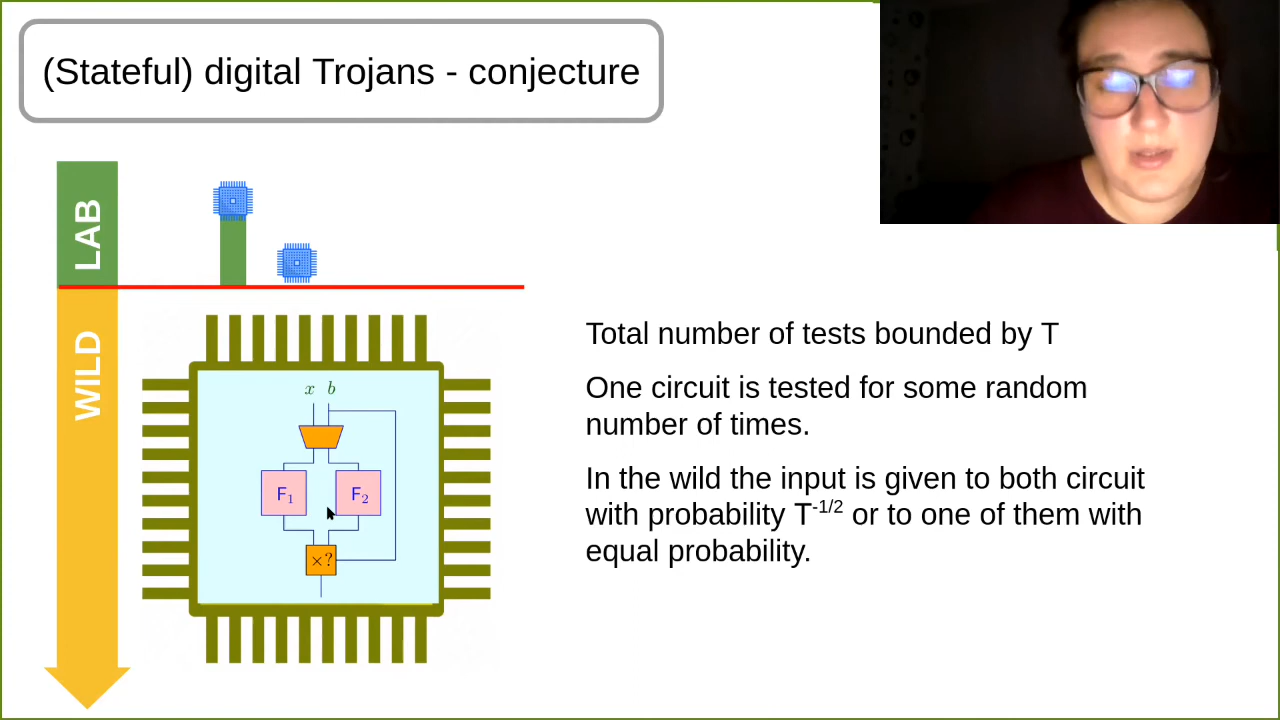 (Stateful) digital Trojans - conjecture
LAB
WILD
x b
F₁ F₂
×?
Total number of tests bounded by T
One circuit is tested for some random
number of times.
In the wild the input is given to both circuit
with probability T⁻¹/² or to one of them with
equal probability.